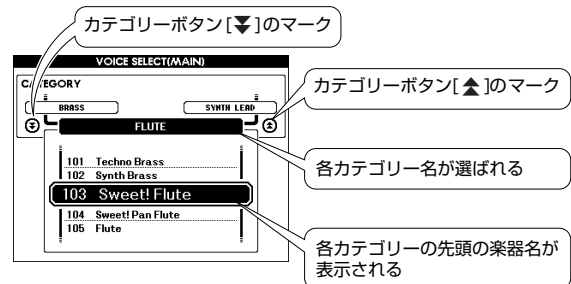 カテゴリーボタン[⏬]のマーク
VOICE SELECT(MAIN)
CATEGORY
BRASS
SYNTH LEAD
FLUTE
101 Techno Brass
102 Synth Brass
103 Sweet! Flute
104 Sweet! Pan Flute
105 Flute
カテゴリーボタン[⏫]のマーク
各カテゴリー名が選ばれる
各カテゴリーの先頭の楽器名が
表示される